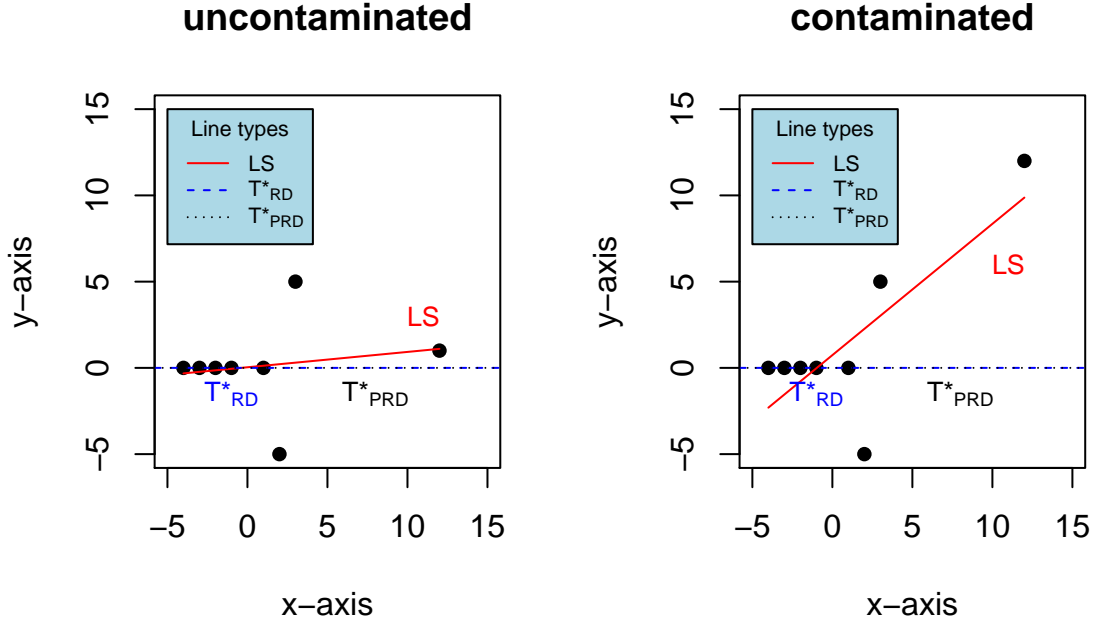 uncontaminated
y−axis
15
10
5
0
−5
Line types
LS
T*RD
T*PRD
LS
T*RD
T*PRD
−5 0 5 10 15
x−axis
contaminated
y−axis
15
10
5
0
−5
Line types
LS
T*RD
T*PRD
LS
T*RD
T*PRD
−5 0 5 10 15
x−axis